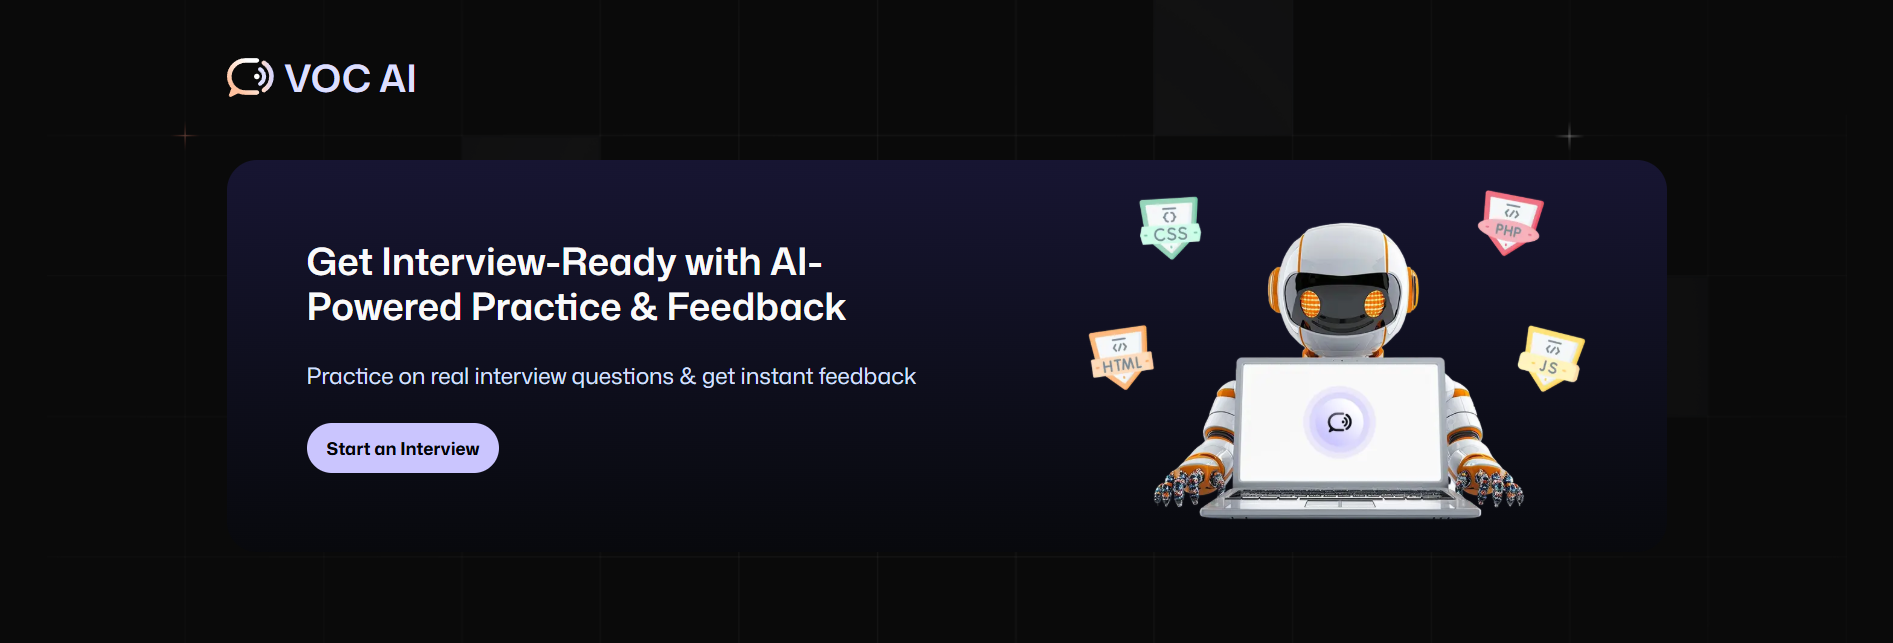 VOC AI
Get Interview-Ready with AI-
Powered Practice & Feedback
Practice on real interview questions & get instant feedback
Start an Interview
CSS
PHP
HTML
JS